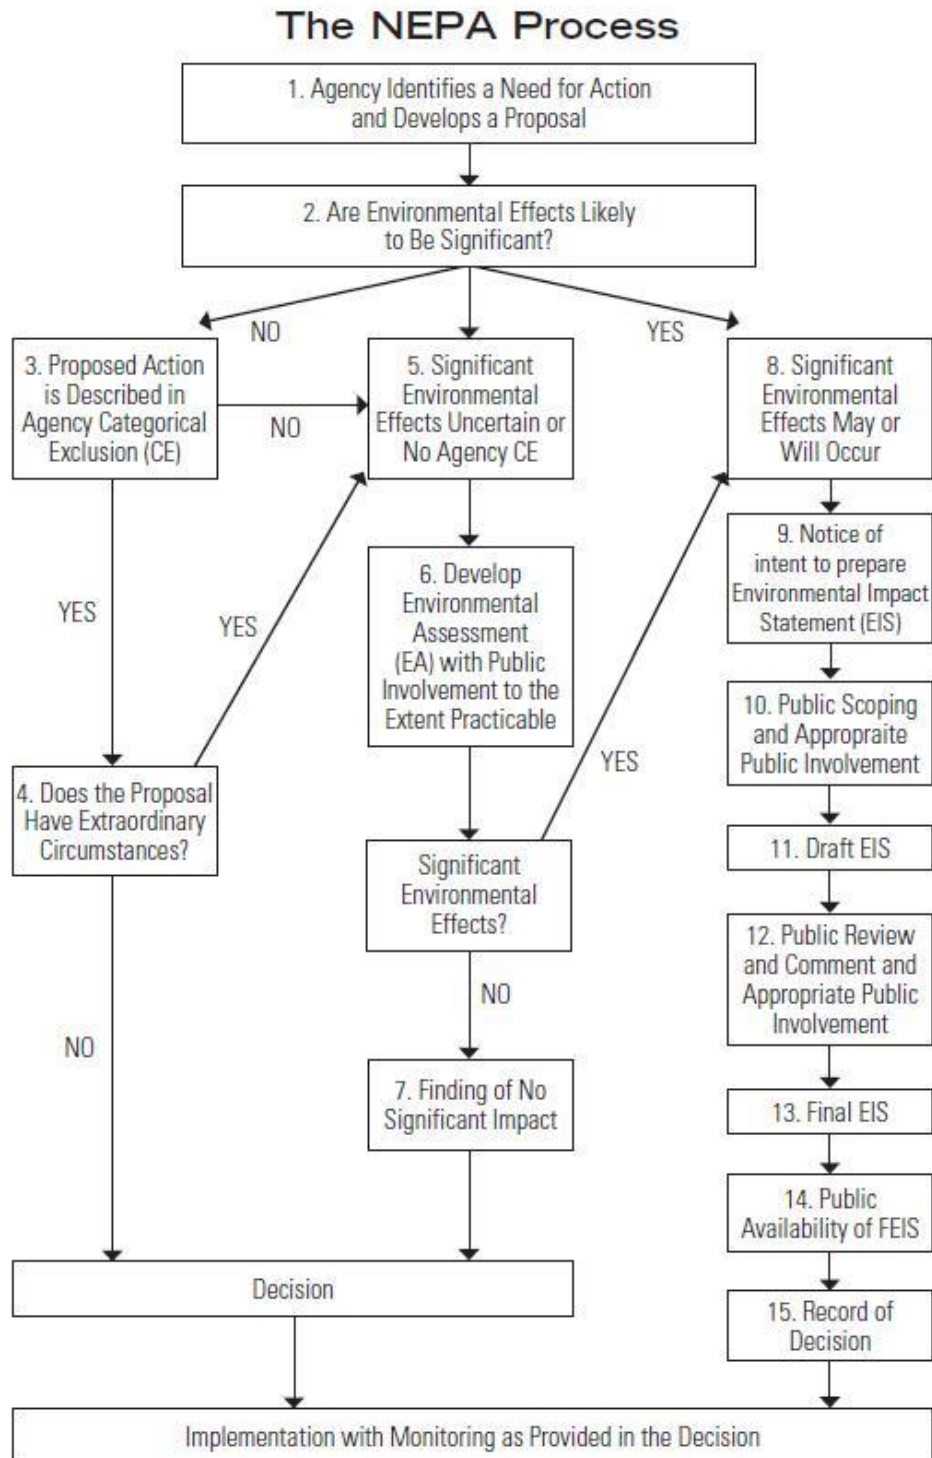 The NEPA Process
1. Agency Identifies a Need for Action
and Develops a Proposal
2. Are Environmental Effects Likely
to Be Significant?
NO
YES
3. Proposed Action
is Described in
Agency Categorical
Exclusion (CE)
NO
5. Significant
Environmental
Effects Uncertain or
No Agency CE
8. Significant
Environmental
Effects May or
Will Occur
9. Notice of
intent to prepare
Environmental Impact
Statement (EIS)
6. Develop
Environmental
Assessment
(EA) with Public
Involvement to the
Extent Practicable
YES
YES
10. Public Scoping
and Appropraite
Public Involvement
YES
4. Does the Proposal
Have Extraordinary
Circumstances?
11. Draft EIS
Significant
Environmental
Effects?
12. Public Review
and Comment and
Appropriate Public
Involvement
NO
NO
7. Finding of No
Significant Impact
13. Final EIS
14. Public
Availability of FEIS
Decision
15. Record of
Decision
Implementation with Monitoring as Provided in the Decision